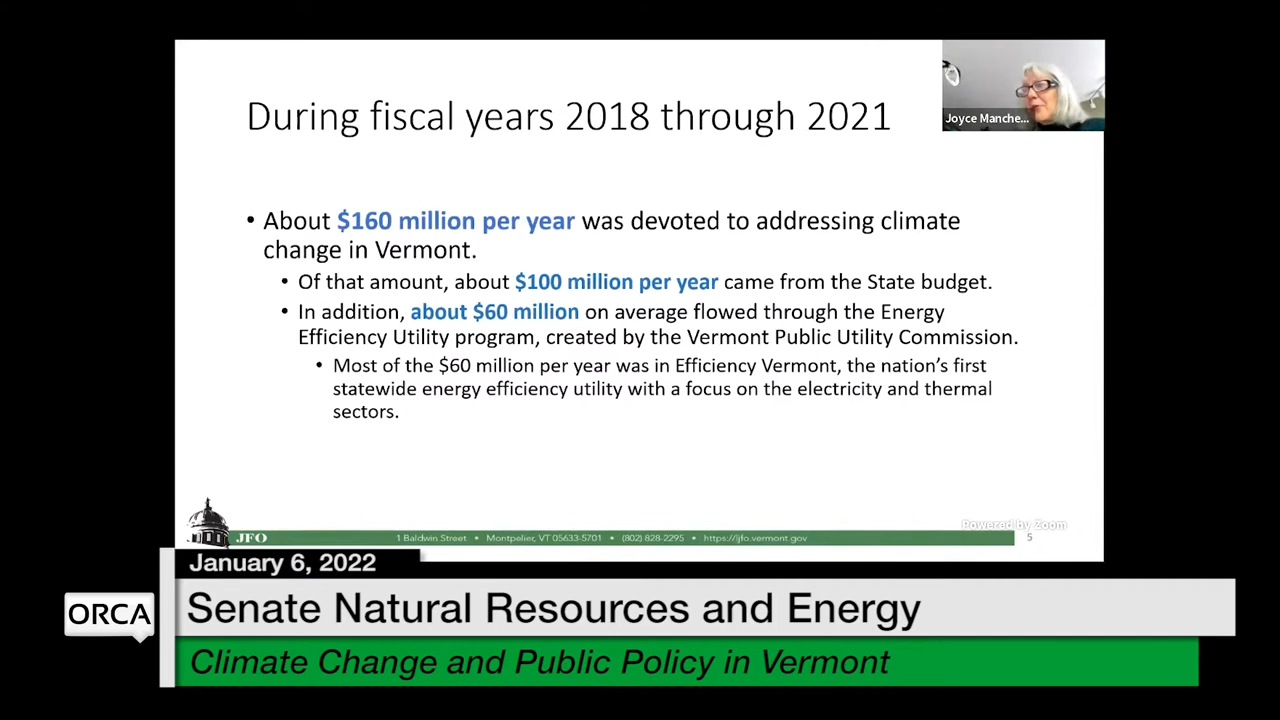 During fiscal years 2018 through 2021
Joyce Manche...
• About $160 million per year was devoted to addressing climate
change in Vermont.
• Of that amount, about $100 million per year came from the State budget.
• In addition, about $60 million on average flowed through the Energy
Efficiency Utility program, created by the Vermont Public Utility Commission.
• Most of the $60 million per year was in Efficiency Vermont, the nation’s first
statewide energy efficiency utility with a focus on the electricity and thermal
sectors.
Powered by Zoom
JFO 1 Baldwin Street • Montpelier, VT 05633-5701 • (802) 828-2295 • https://ljfo.vermont.gov 5
January 6, 2022
ORCA Senate Natural Resources and Energy
Climate Change and Public Policy in Vermont